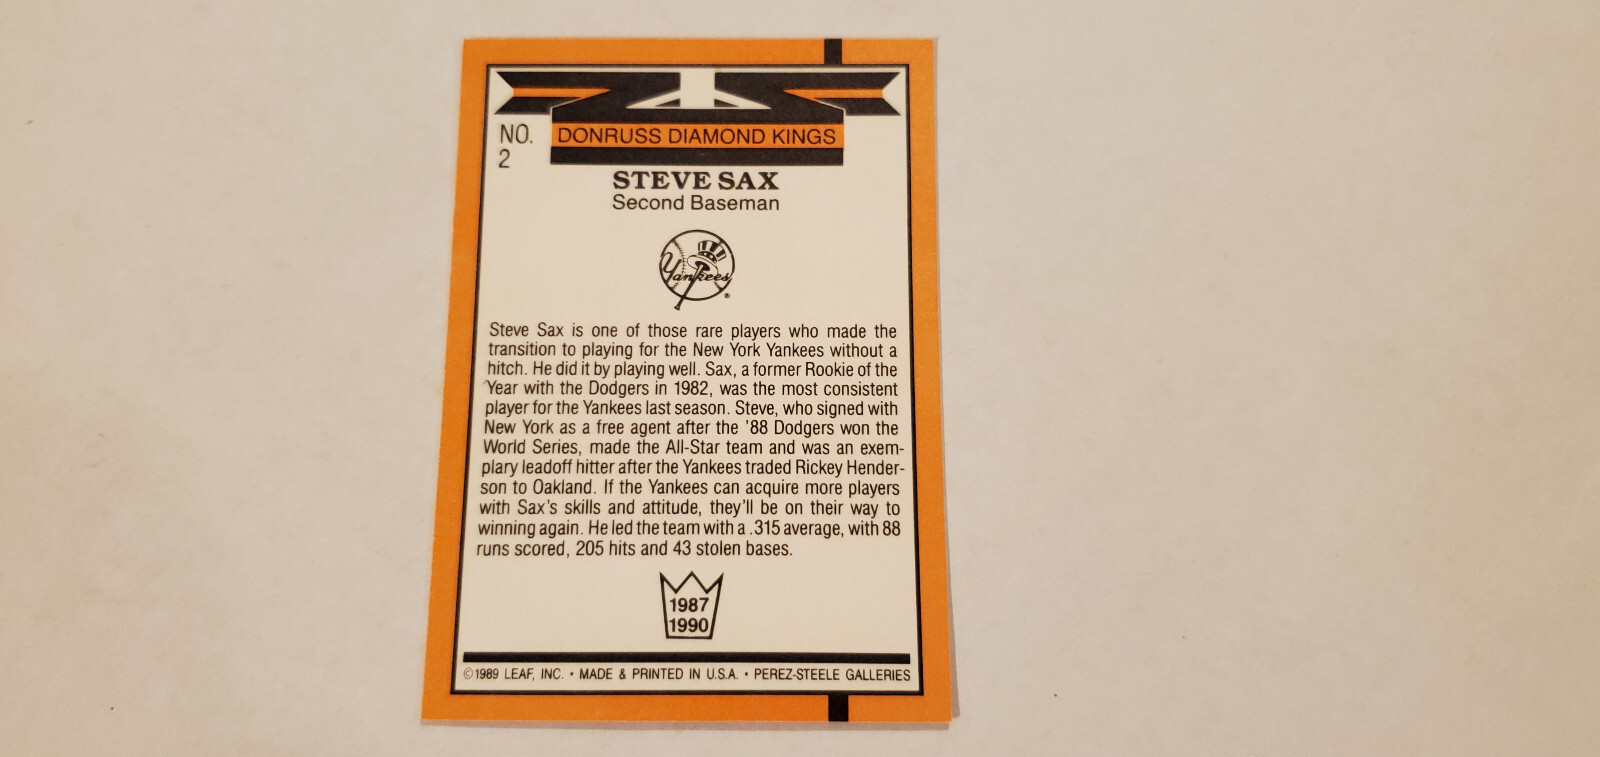 NO.
2
DONRUSS DIAMOND KINGS
STEVE SAX
Second Baseman
Yankees
®
Steve Sax is one of those rare players who made the
transition to playing for the New York Yankees without a
hitch. He did it by playing well. Sax, a former Rookie of the
Year with the Dodgers in 1982, was the most consistent
player for the Yankees last season. Steve, who signed with
New York as a free agent after the '88 Dodgers won the
World Series, made the All-Star team and was an exem-
plary leadoff hitter after the Yankees traded Rickey Hender-
son to Oakland. If the Yankees can acquire more players
with Sax's skills and attitude, they'll be on their way to
winning again. He led the team with a .315 average, with 88
runs scored, 205 hits and 43 stolen bases.
1987
1990
©1989 LEAF, INC. • MADE & PRINTED IN U.S.A. • PEREZ-STEELE GALLERIES